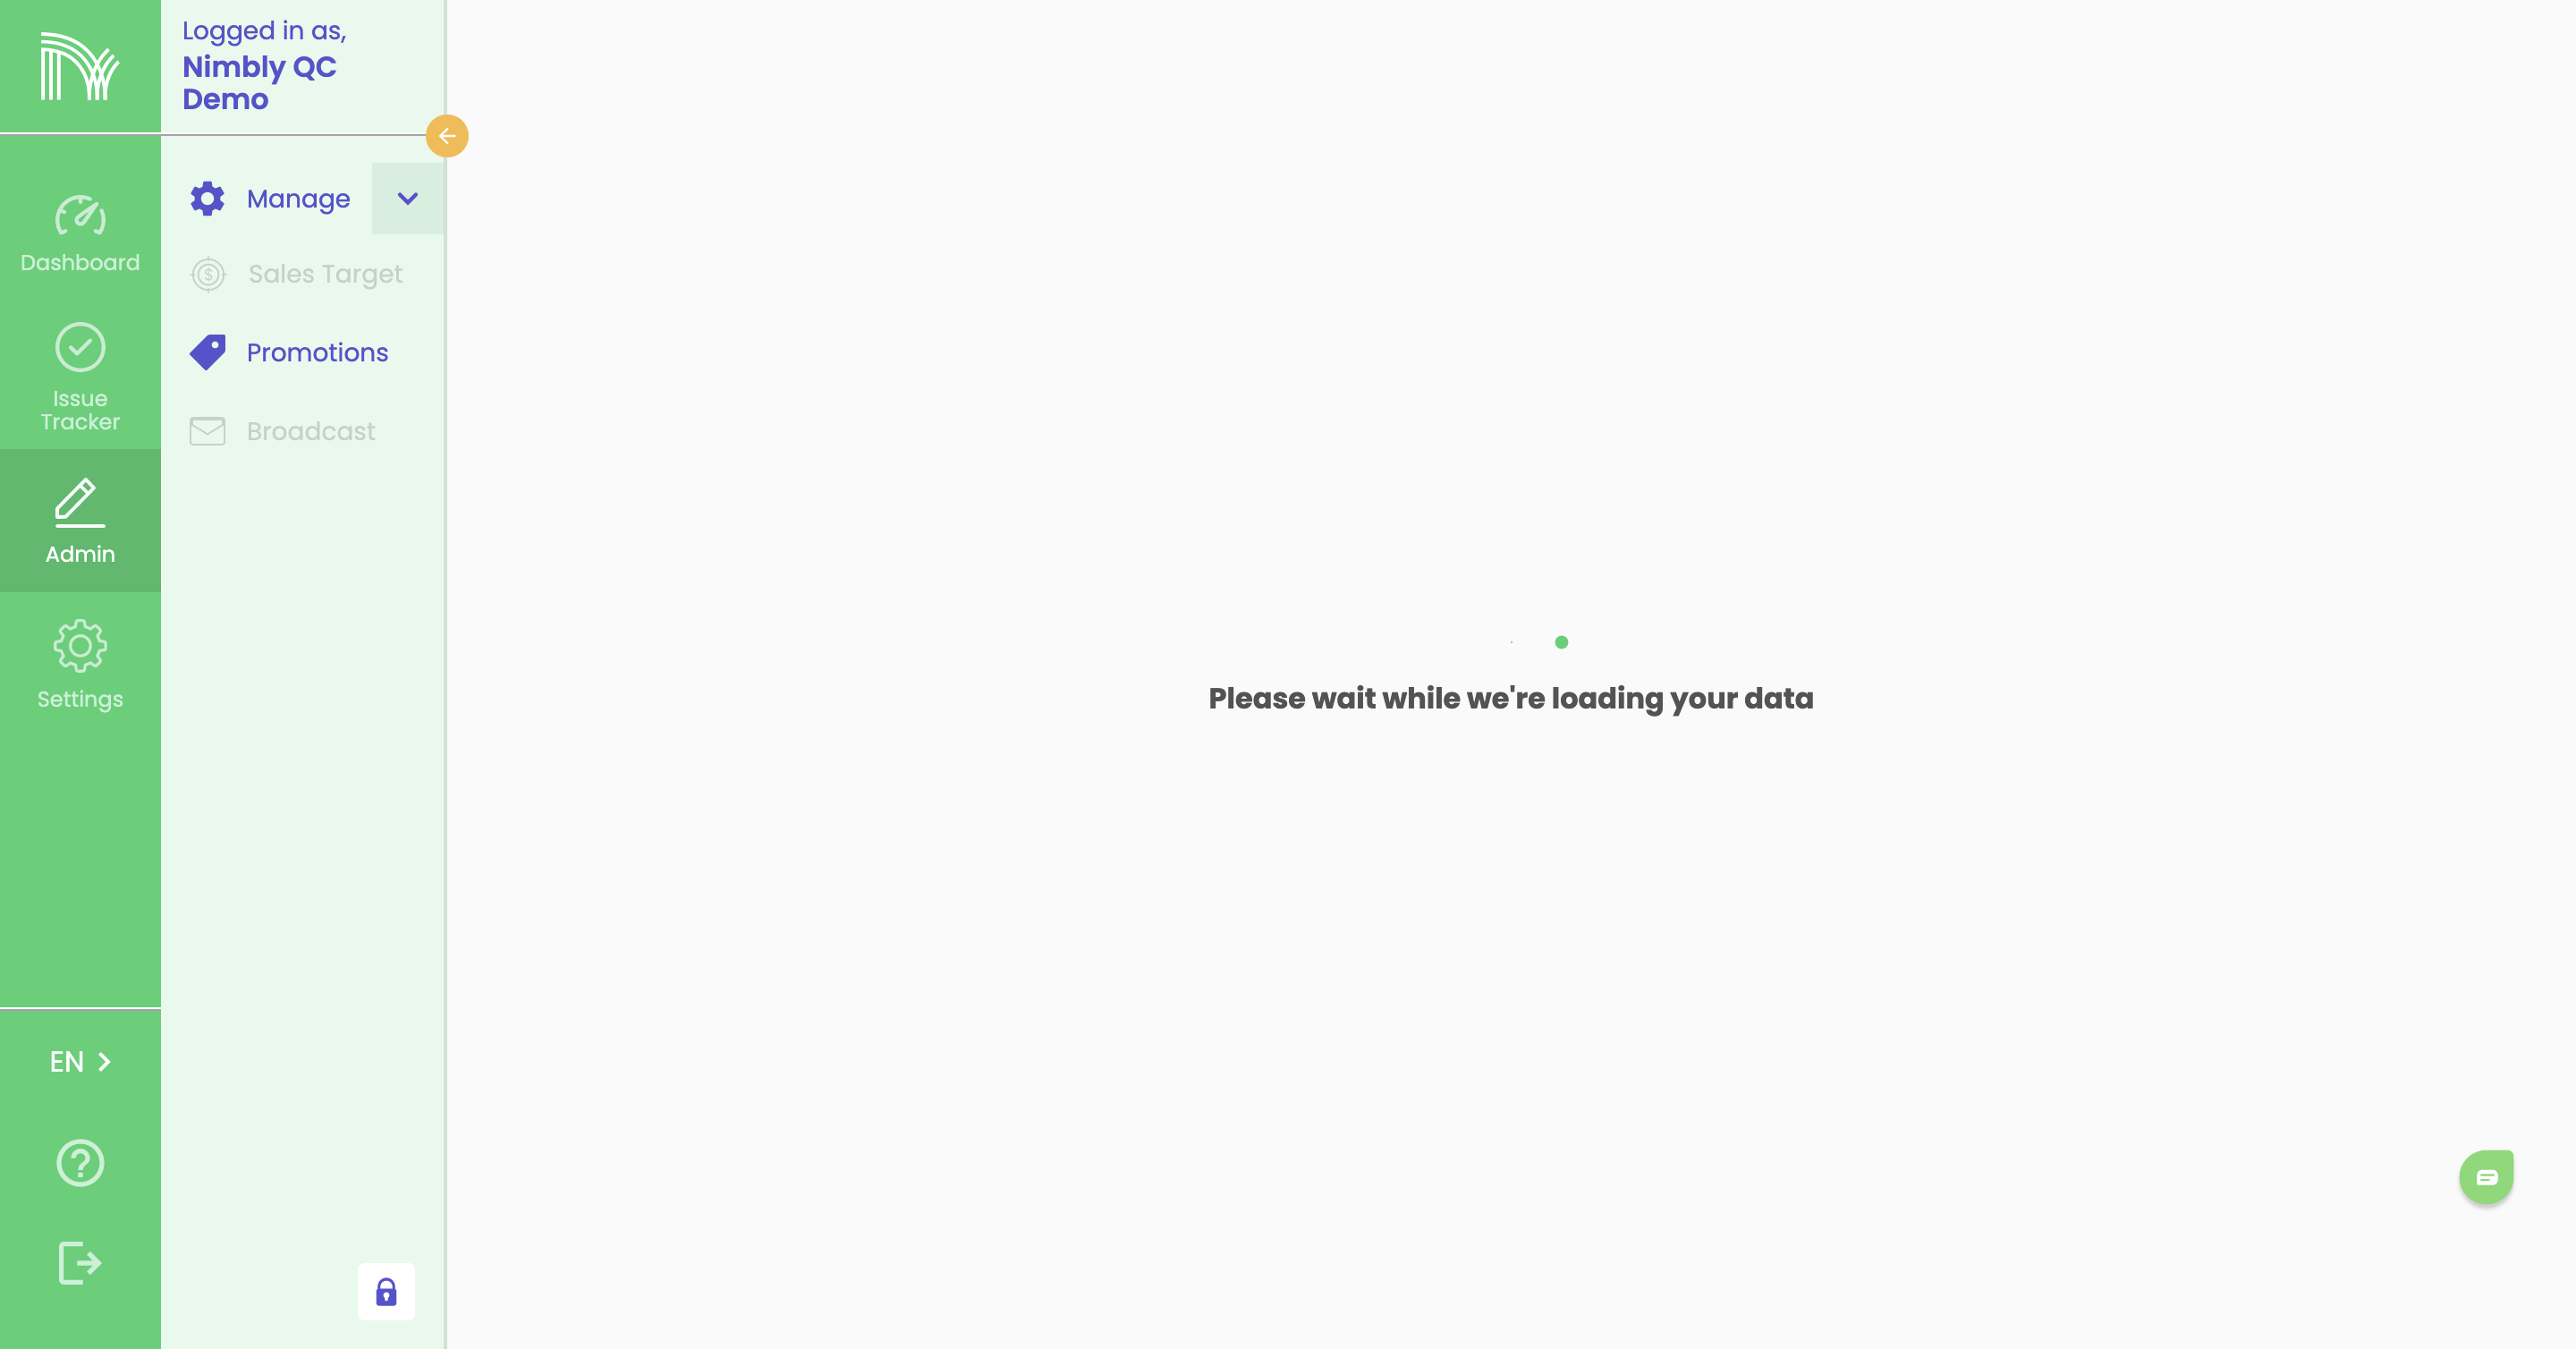 Logged in as,
Nimbly QC
Demo
Dashboard
Issue
Tracker
Admin
Settings
EN
Manage
Sales Target
Promotions
Broadcast
Please wait while we're loading your data